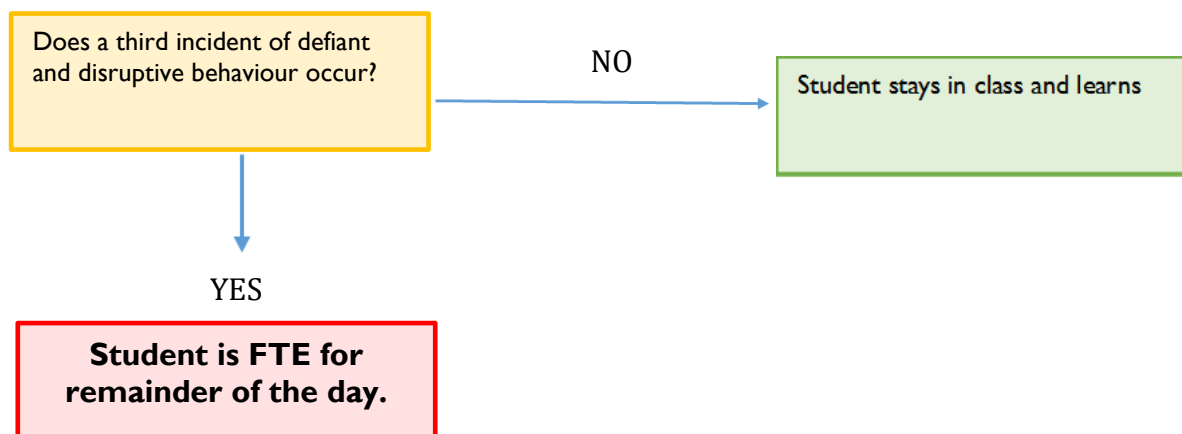 Does a third incident of defiant
and disruptive behaviour occur?
NO
Student stays in class and learns
YES
Student is FTE for
remainder of the day.